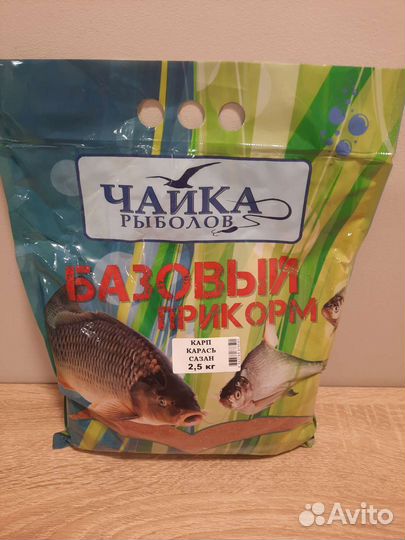 ЧАЙКА
РЫБОЛОВ
БАЗОВЫЙ
ПРИКОРМ
КАРП
КАРАСЬ
САЗАН
2,5 кг
Avito